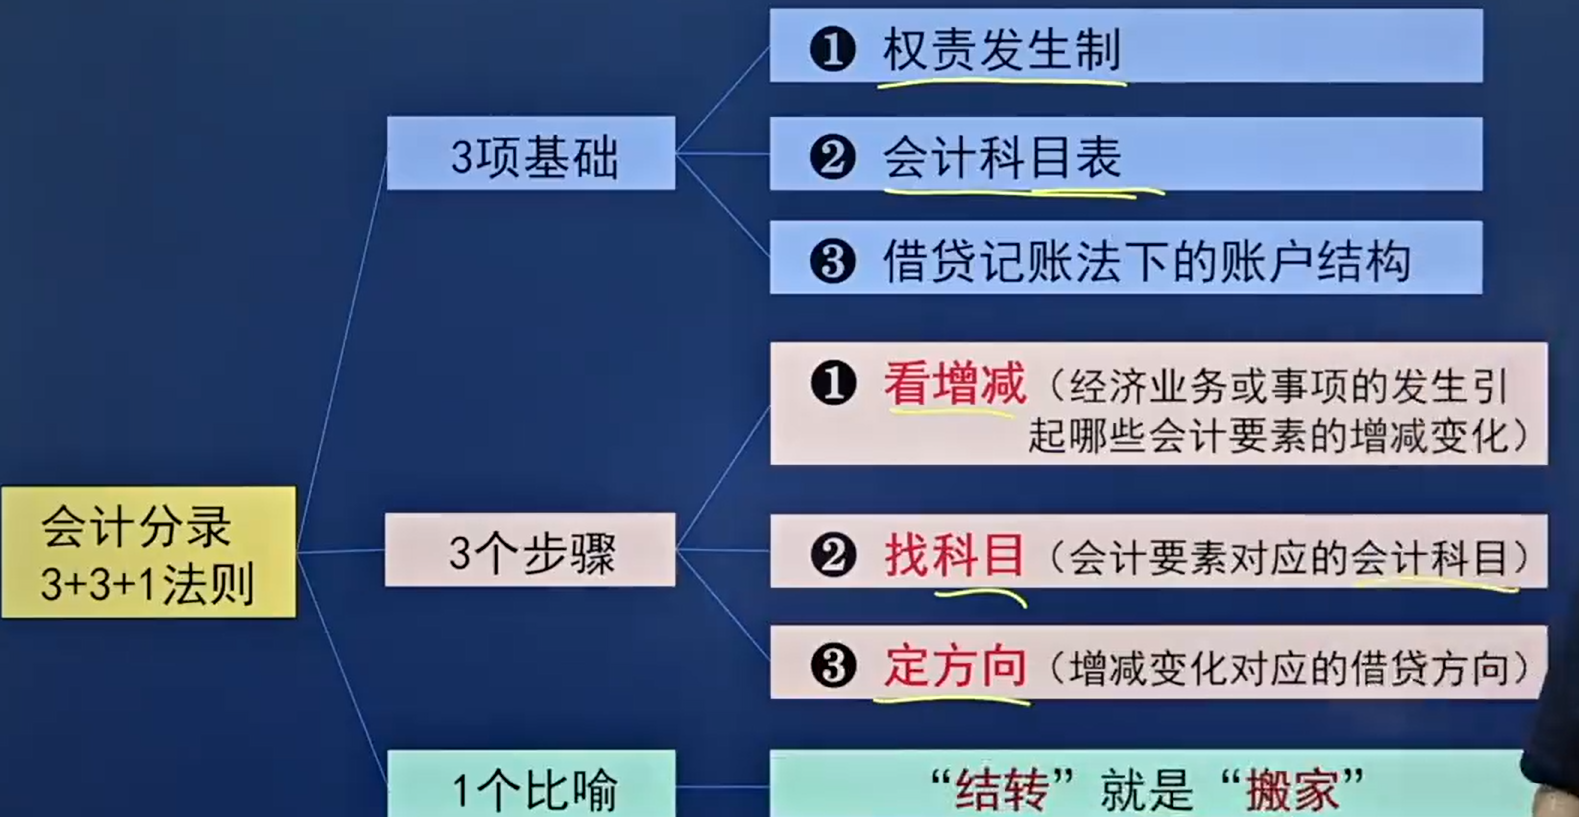 会计分录
3+3+1法则
3项基础
❶ 权责发生制
❷ 会计科目表
❸ 借贷记账法下的账户结构
3个步骤
❶ 看增减（经济业务或事项的发生引
起哪些会计要素的增减变化）
❷ 找科目（会计要素对应的会计科目）
❸ 定方向（增减变化对应的借贷方向）
1个比喻
“结转”就是“搬家”